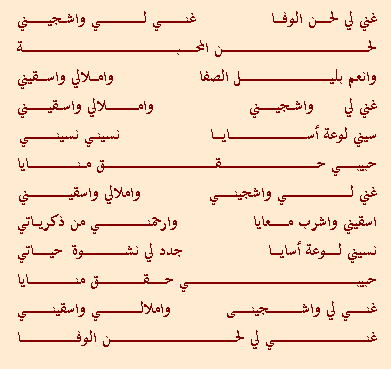 غني لي لحن الوفا غني لي واشجيني
لحن المحبة
وانعم بليل الصفا واملالي واسقيني
غني لي واشجيني واملالي واسقيني
سيني لوعة أسايا نسيني نسيني
حبيبي حقق منايا
غني لي واشجيني واملالي واسقيني
اسقيني واشرب معايا وارحمني من ذكرياتي
نسيني لوعة أسايا جدد لي نشوة حياتي
حبيبي حقق منايا
غني لي واشجينى واملالي واسقيني
غني لي لحن الوفا